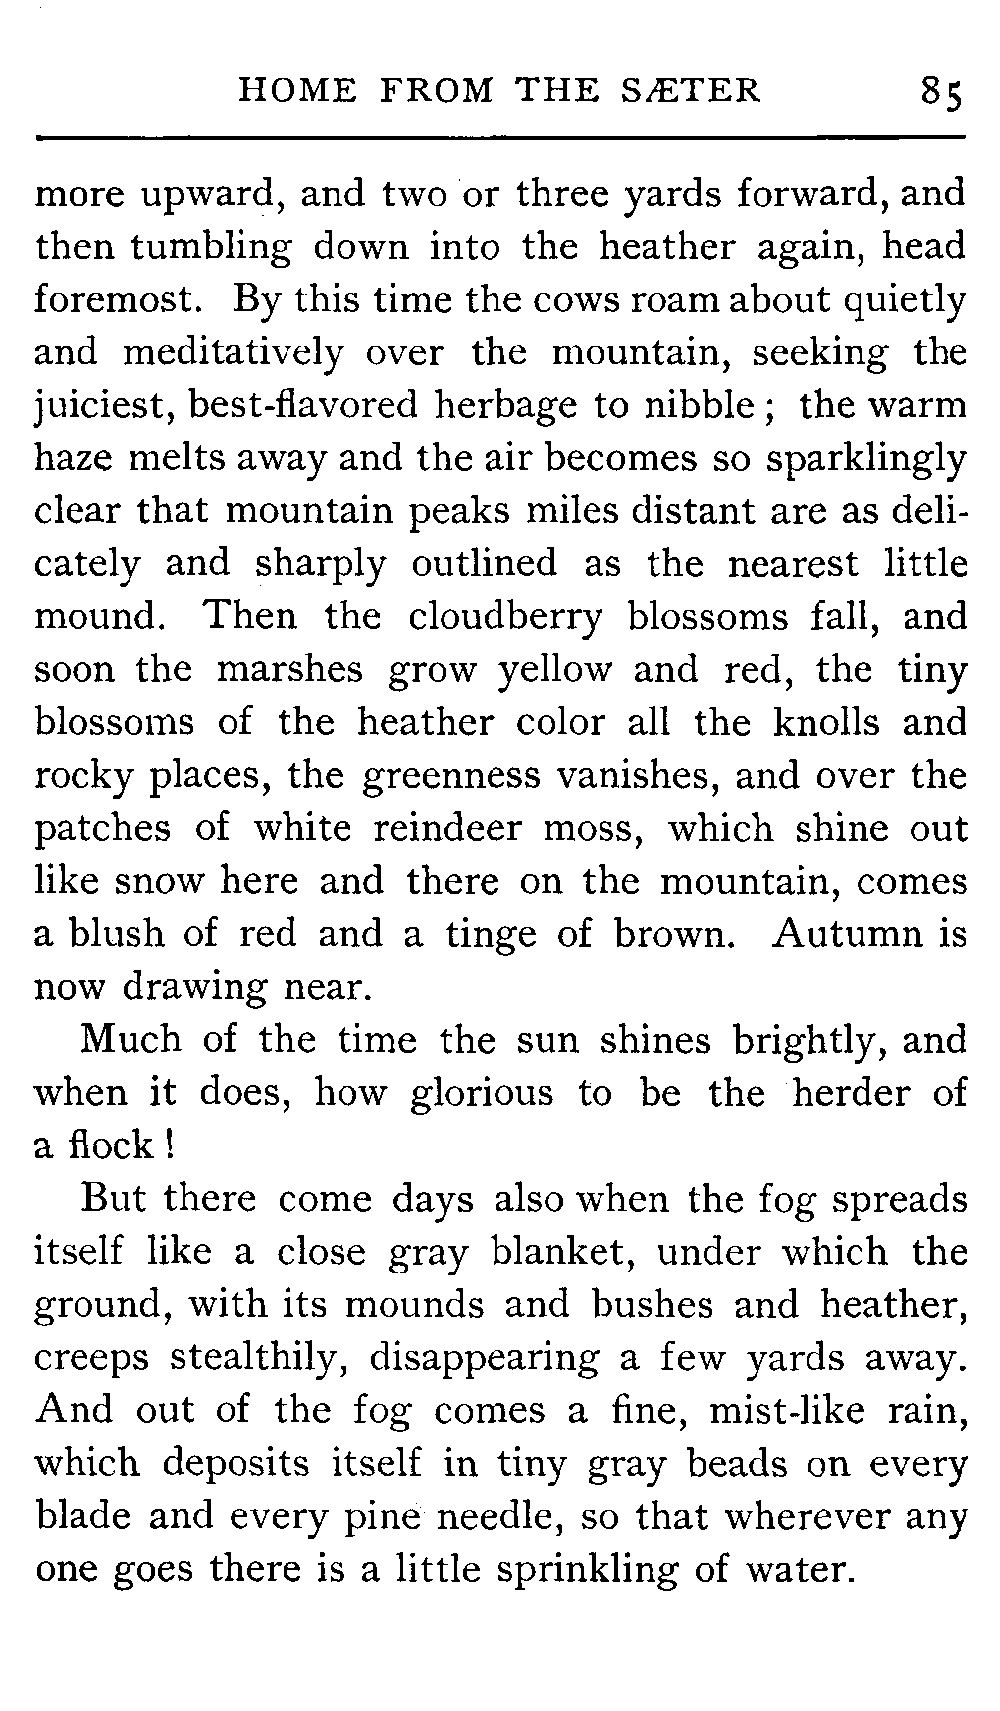 HOME FROM THE SÆTER 85
more upward, and two or three yards forward, and
then tumbling down into the heather again, head
foremost. By this time the cows roam about quietly
and meditatively over the mountain, seeking the
juiciest, best-flavored herbage to nibble; the warm
haze melts away and the air becomes so sparklingly
clear that mountain peaks miles distant are as deli-
cately and sharply outlined as the nearest little
mound. Then the cloudberry blossoms fall, and
soon the marshes grow yellow and red, the tiny
blossoms of the heather color all the knolls and
rocky places, the greenness vanishes, and over the
patches of white reindeer moss, which shine out
like snow here and there on the mountain, comes
a blush of red and a tinge of brown. Autumn is
now drawing near.
Much of the time the sun shines brightly, and
when it does, how glorious to be the herder of
a flock!
But there come days also when the fog spreads
itself like a close gray blanket, under which the
ground, with its mounds and bushes and heather,
creeps stealthily, disappearing a few yards away.
And out of the fog comes a fine, mist-like rain,
which deposits itself in tiny gray beads on every
blade and every pine needle, so that wherever any
one goes there is a little sprinkling of water.